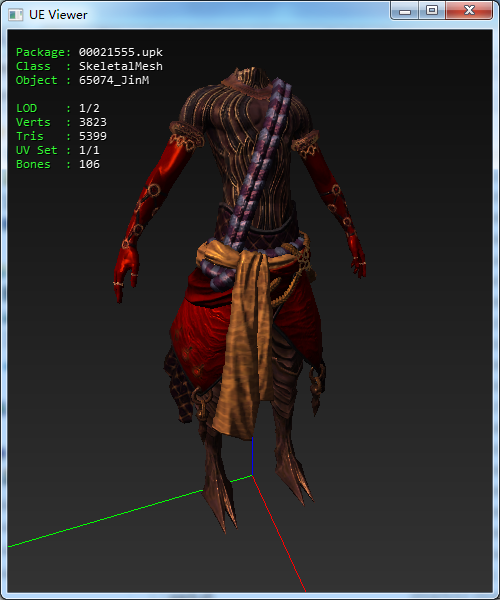 UE Viewer
Package: 00021555.upk
Class : SkeletalMesh
Object : 65074_JinM
LOD : 1/2
Verts : 3823
Tris : 5399
UV Set : 1/1
Bones : 106